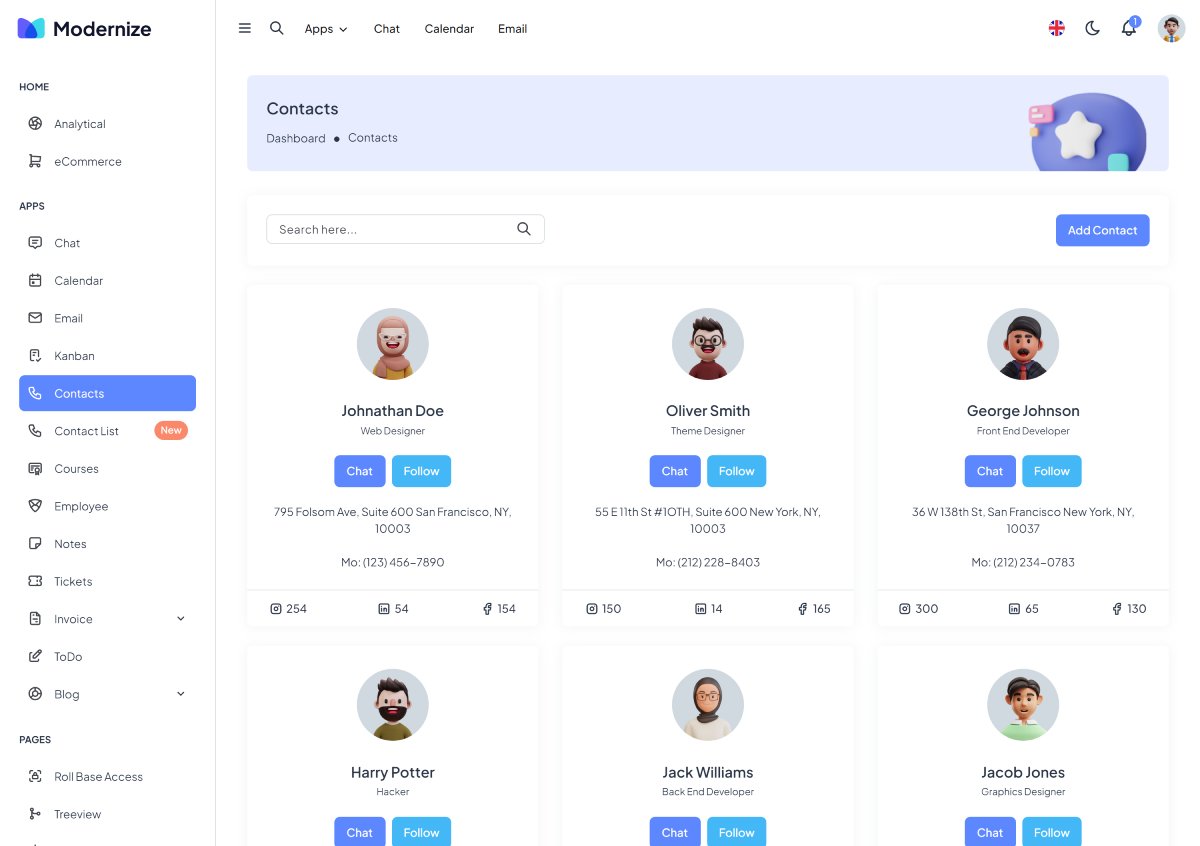 Modernize
Apps
Chat
Calendar
Email
1
HOME
Analytical
eCommerce
APPS
Chat
Calendar
Email
Kanban
Contacts
Contact List
New
Courses
Employee
Notes
Tickets
Invoice
ToDo
Blog
PAGES
Roll Base Access
Treeview
Contacts
Dashboard
Contacts
Search here...
Add Contact
Johnathan Doe
Web Designer
Chat
Follow
795 Folsom Ave, Suite 600 San Francisco, NY,
10003
Mo: (123) 456-7890
254
54
154
Oliver Smith
Theme Designer
Chat
Follow
55 E 11th St #1OTH, Suite 600 New York, NY,
10003
Mo: (212) 228-8403
150
14
165
George Johnson
Front End Developer
Chat
Follow
36 W 138th St, San Francisco New York, NY,
10037
Mo: (212) 234-0783
300
65
130
Harry Potter
Hacker
Chat
Follow
Jack Williams
Back End Developer
Chat
Follow
Jacob Jones
Graphics Designer
Chat
Follow